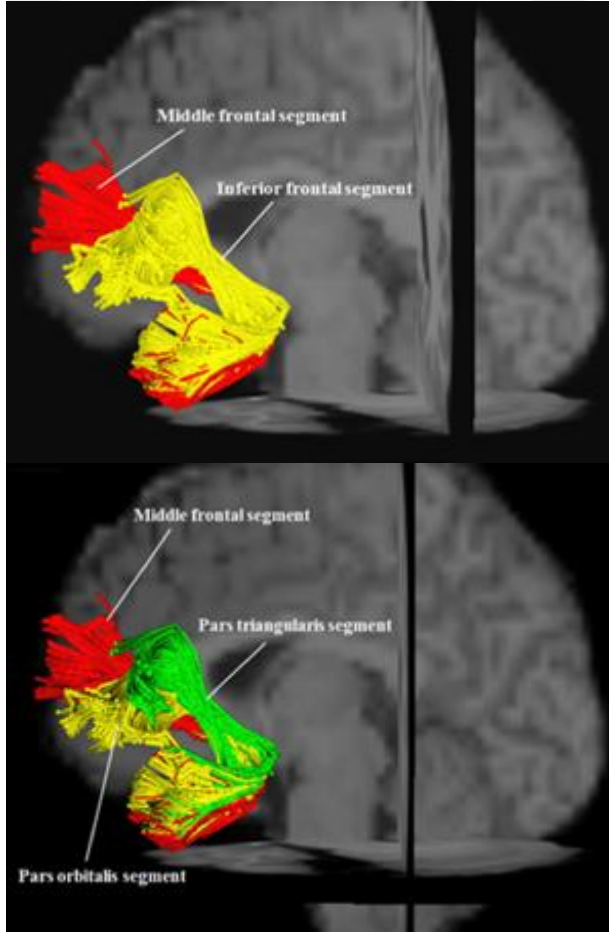 Middle frontal segment
Inferior frontal segment
Middle frontal segment
Pars triangularis segment
Pars orbitalis segment